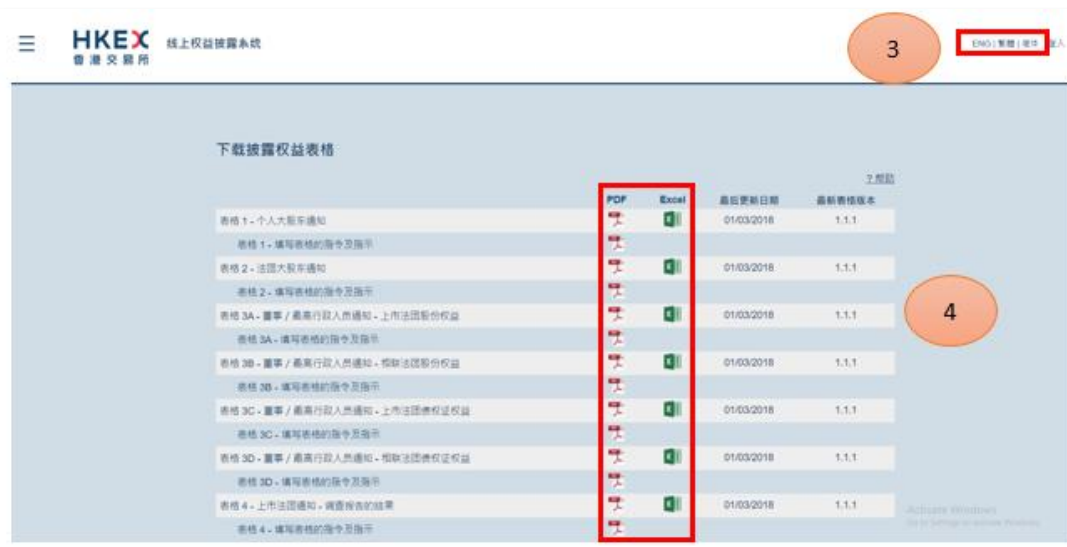 HKEX 线上权益披露系统
香港交易所
3
ENG | 繁體 | 简体 登入
下载披露权益表格
? 帮助
PDF Excel 最后更新日期 最新表格版本
表格 1 - 个人大股东通知 01/03/2018 1.1.1
表格 1 - 填写表格的指令及指示
表格 2 - 法团大股东通知 01/03/2018 1.1.1
表格 2 - 填写表格的指令及指示
表格 3A - 董事 / 最高行政人员通知 - 上市法团股份权益 01/03/2018 1.1.1
4
表格 3A - 填写表格的指令及指示
表格 3B - 董事 / 最高行政人员通知 - 相联法团股份权益 01/03/2018 1.1.1
表格 3B - 填写表格的指令及指示
表格 3C - 董事 / 最高行政人员通知 - 上市法团债权证权益 01/03/2018 1.1.1
表格 3C - 填写表格的指令及指示
表格 3D - 董事 / 最高行政人员通知 - 相联法团债权证权益 01/03/2018 1.1.1
表格 3D - 填写表格的指令及指示
表格 4 - 上市法团通知 - 调查报告的结果 01/03/2018 1.1.1
Activate Windows
Go to Settings to activate Windows.
表格 4 - 填写表格的指令及指示